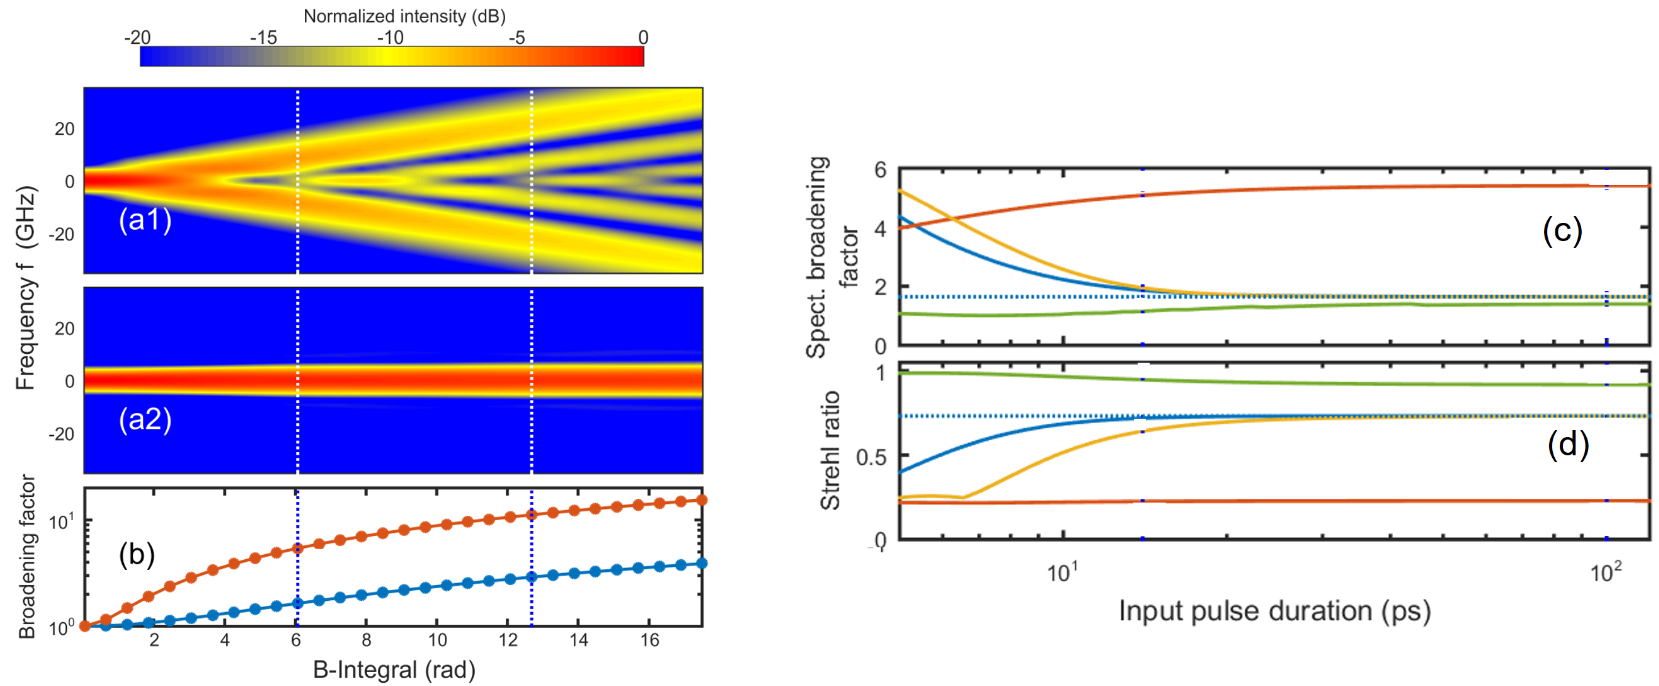 Normalized intensity (dB)
-20 -15 -10 -5 0
Frequency f (GHz)
20
0
-20
(a1)
20
0
-20
(a2)
Broadening factor
10¹
10⁰
(b)
2 4 6 8 10 12 14 16
B-Integral (rad)
Spect. broadening
factor
6
4
2
0
(c)
Strehl ratio
1
0.5
0
(d)
10¹ 10²
Input pulse duration (ps)